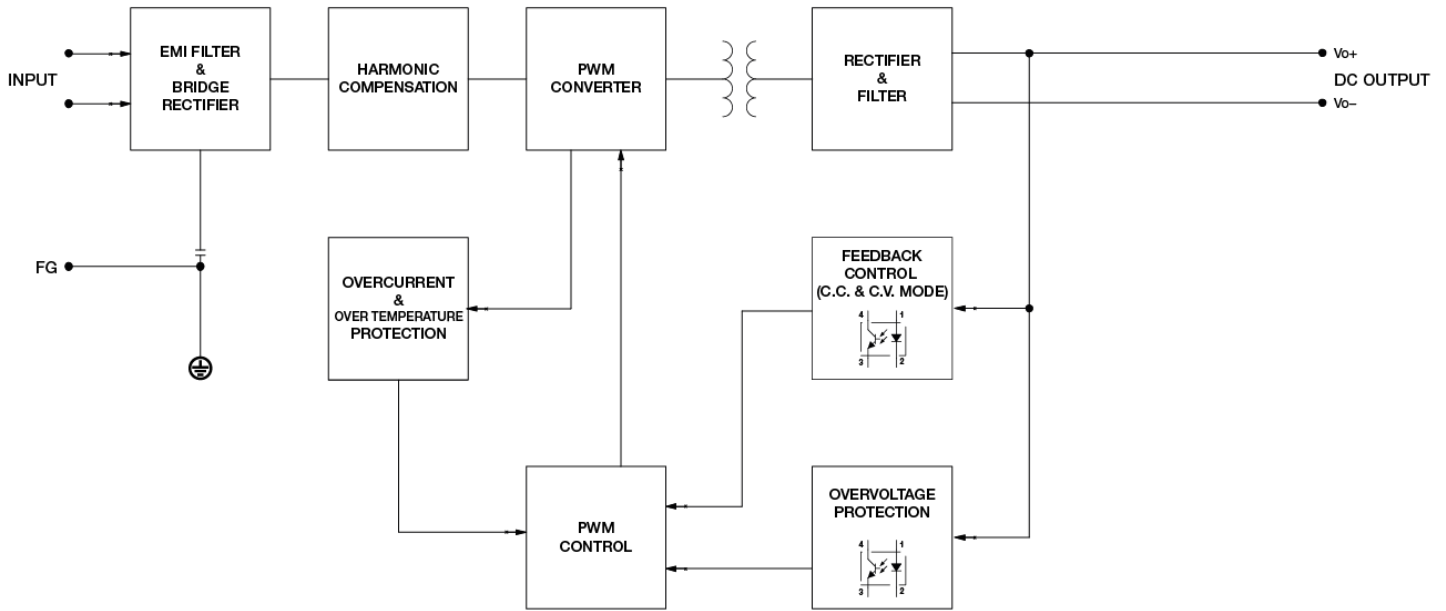 INPUT
EMI FILTER
&
BRIDGE
RECTIFIER
HARMONIC
COMPENSATION
PWM
CONVERTER
RECTIFIER
&
FILTER
Vo+
DC OUTPUT
Vo–
FG
OVERCURRENT
&
OVER TEMPERATURE
PROTECTION
FEEDBACK
CONTROL
(C.C. & C.V. MODE)
4 1
3 2
PWM
CONTROL
OVERVOLTAGE
PROTECTION
4 1
3 2